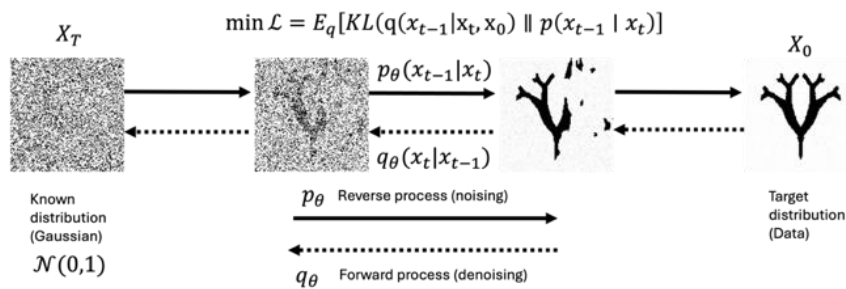 min ℒ = E_q[KL(q(x_{t-1}|x_t, x_0) ∥ p(x_{t-1} | x_t)]
X_T
X_0
p_θ(x_{t-1}|x_t)
q_θ(x_t|x_{t-1})
Known
distribution
(Gaussian)
𝒩(0,1)
p_θ Reverse process (noising)
q_θ Forward process (denoising)
Target
distribution
(Data)